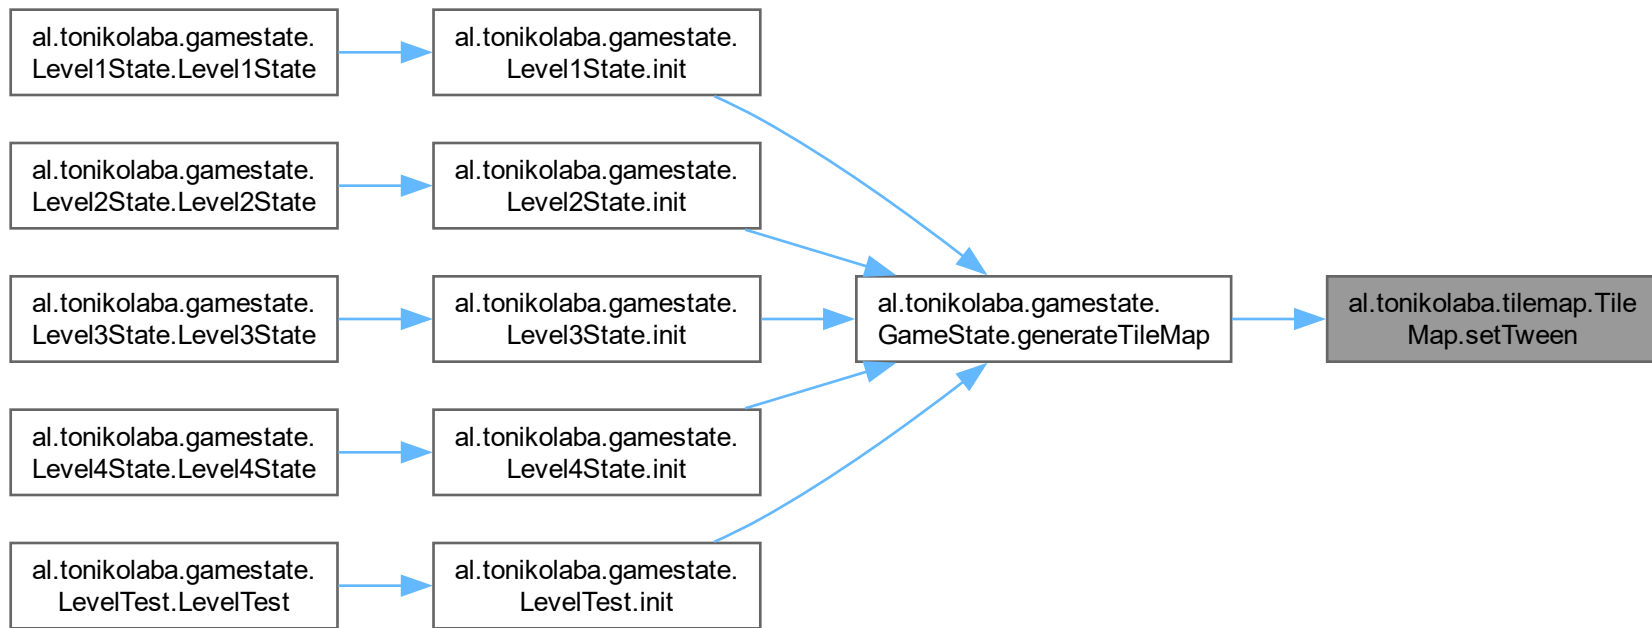 al.tonikolaba.gamestate.
Level1State.Level1State
al.tonikolaba.gamestate.
Level1State.init
al.tonikolaba.gamestate.
Level2State.Level2State
al.tonikolaba.gamestate.
Level2State.init
al.tonikolaba.gamestate.
Level3State.Level3State
al.tonikolaba.gamestate.
Level3State.init
al.tonikolaba.gamestate.
GameState.generateTileMap
al.tonikolaba.tilemap.Tile
Map.setTween
al.tonikolaba.gamestate.
Level4State.Level4State
al.tonikolaba.gamestate.
Level4State.init
al.tonikolaba.gamestate.
LevelTest.LevelTest
al.tonikolaba.gamestate.
LevelTest.init